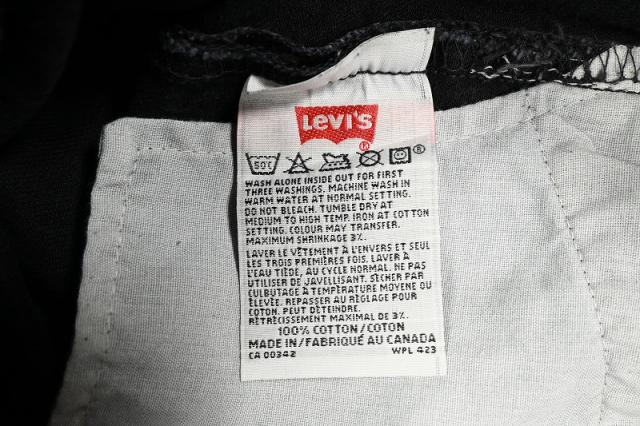 Levi's
50C
WASH ALONE INSIDE OUT FOR FIRST
THREE WASHINGS. MACHINE WASH IN
WARM WATER AT NORMAL SETTING.
DO NOT BLEACH. TUMBLE DRY AT
MEDIUM TO HIGH TEMP. IRON AT COTTON
SETTING. COLOUR MAY TRANSFER.
MAXIMUM SHRINKAGE 3%.
LAVER LE VÊTEMENT À L'ENVERS ET SEUL
LES TROIS PREMIÈRES FOIS. LAVER À
L'EAU TIÈDE, AU CYCLE NORMAL. NE PAS
UTILISER DE JAVELLISANT. SÉCHER PAR
CULBUTAGE À TEMPÉRATURE MOYENNE OU
ÉLEVÉE. REPASSER AU RÉGLAGE POUR
COTON. PEUT DÉTEINDRE.
RÉTRÉCISSEMENT MAXIMAL DE 3%.
100% COTTON/COTON
MADE IN/FABRIQUÉ AU CANADA
CA 00342 WPL 423